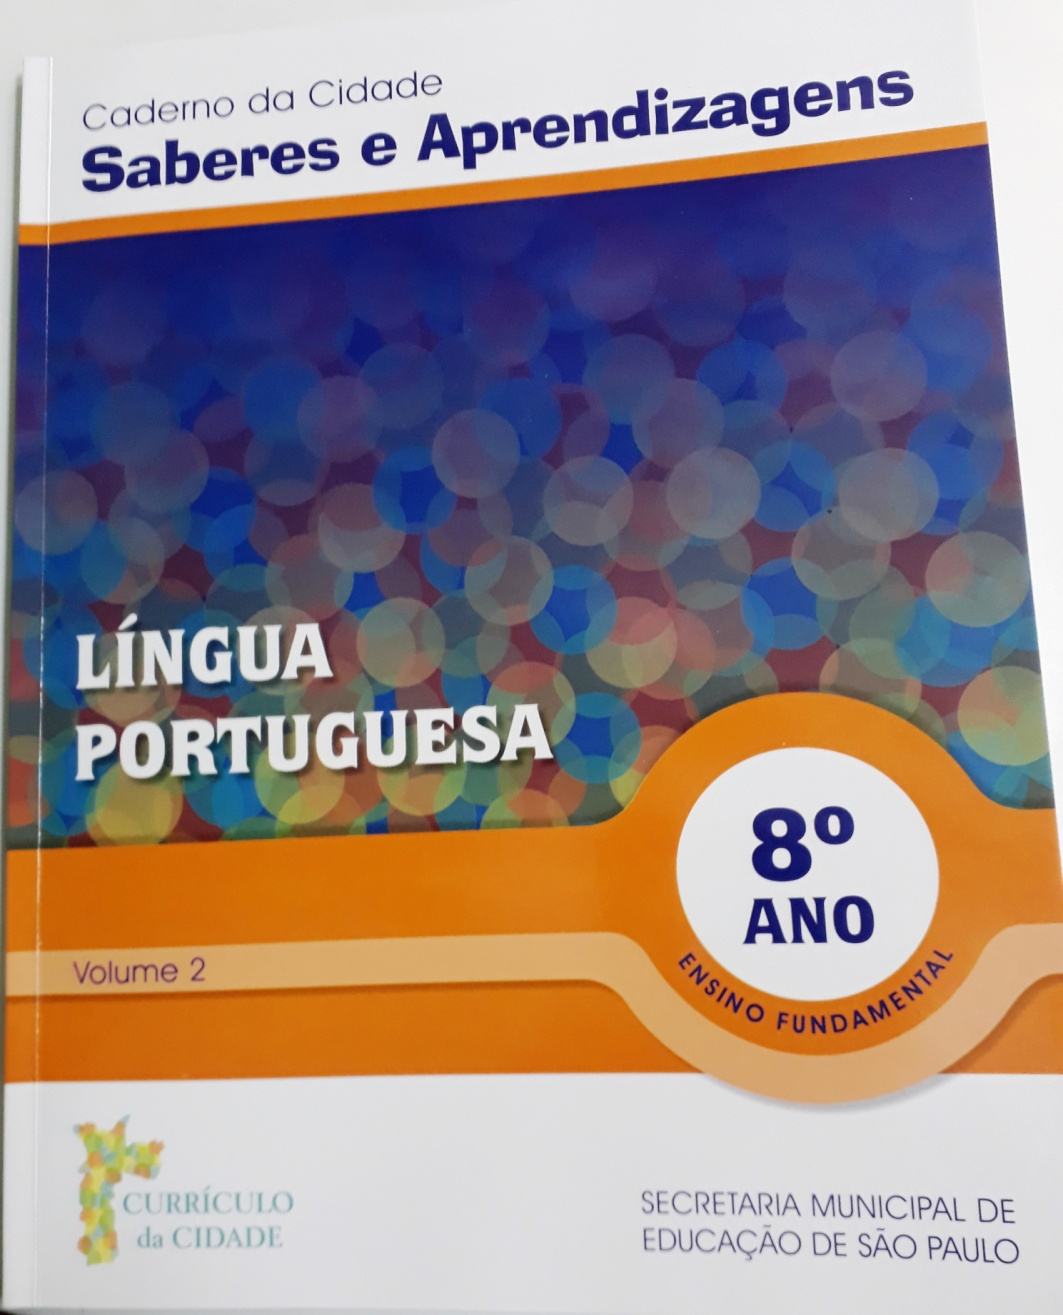 Caderno da Cidade
Saberes e Aprendizagens
LÍNGUA
PORTUGUESA
8º
ANO
ENSINO FUNDAMENTAL
Volume 2
CURRÍCULO
da CIDADE
SECRETARIA MUNICIPAL DE
EDUCAÇÃO DE SÃO PAULO